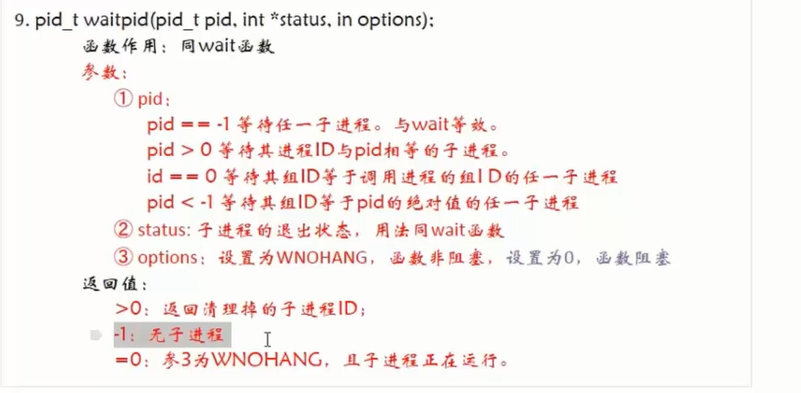 9. pid_t waitpid(pid_t pid, int *status, in options);
函数作用：同wait函数
参数：
① pid：
pid == -1 等待任一子进程。与wait等效。
pid > 0 等待其进程ID与pid相等的子进程。
id == 0 等待其组ID等于调用进程的组ID的任一子进程
pid < -1 等待其组ID等于pid的绝对值的任一子进程
② status: 子进程的退出状态，用法同wait函数
③ options：设置为WNOHANG，函数非阻塞，设置为0，函数阻塞
返回值：
>0：返回清理掉的子进程ID；
-1：无子进程
=0：参3为WNOHANG，且子进程正在运行。